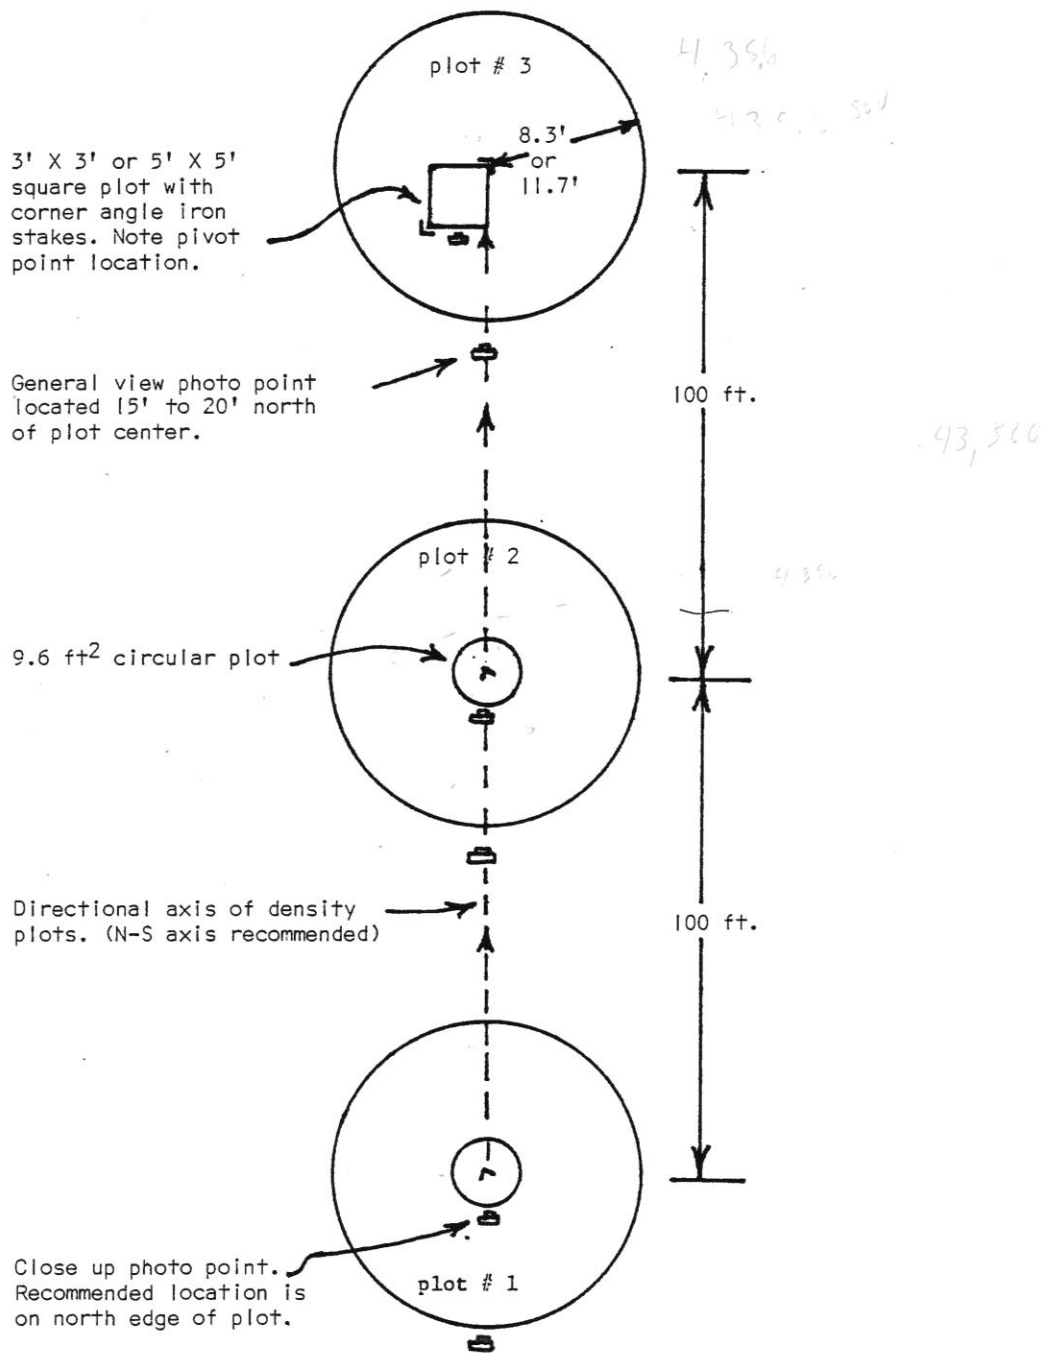 plot # 3
8.3'
or
11.7'
3' X 3' or 5' X 5'
square plot with
corner angle iron
stakes. Note pivot
point location.
General view photo point
located 15' to 20' north
of plot center.
100 ft.
43,560
plot # 2
9.6 ft² circular plot
Directional axis of density
plots. (N-S axis recommended)
100 ft.
Close up photo point.
Recommended location is
on north edge of plot.
plot # 1